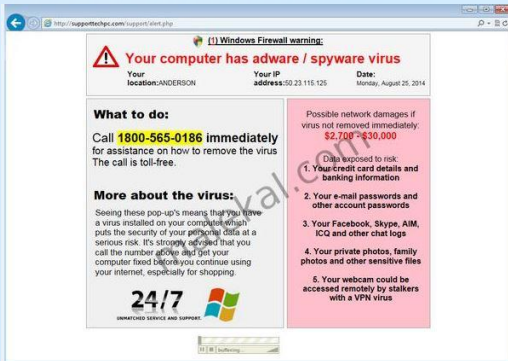 http://supporttechpc.com/support/alert.php
(1) Windows Firewall warning:
Your computer has adware / spyware virus
Your location:ANDERSON
Your IP address:50.23.115.125
Date:
Monday, August 25, 2014
What to do:
Call 1800-565-0186 immediately
for assistance on how to remove the virus
The call is toll-free.
More about the virus:
Seeing these pop-up's means that you have
a virus installed on your computer which
puts the security of your personal data at a
serious risk. It's strongly advised that you
call the number above and get your
computer fixed before you continue using
your internet, especially for shopping.
24/7
UNMATCHED SERVICE AND SUPPORT.
Possible network damages if
virus not removed immediately:
$2,700 - $30,000
Data exposed to risk:
1. Your credit card details and
banking information
2. Your e-mail passwords and
other account passwords
3. Your Facebook, Skype, AIM,
ICQ and other chat logs
4. Your private photos, family
photos and other sensitive files
5. Your webcam could be
accessed remotely by stalkers
with a VPN virus
buffering...